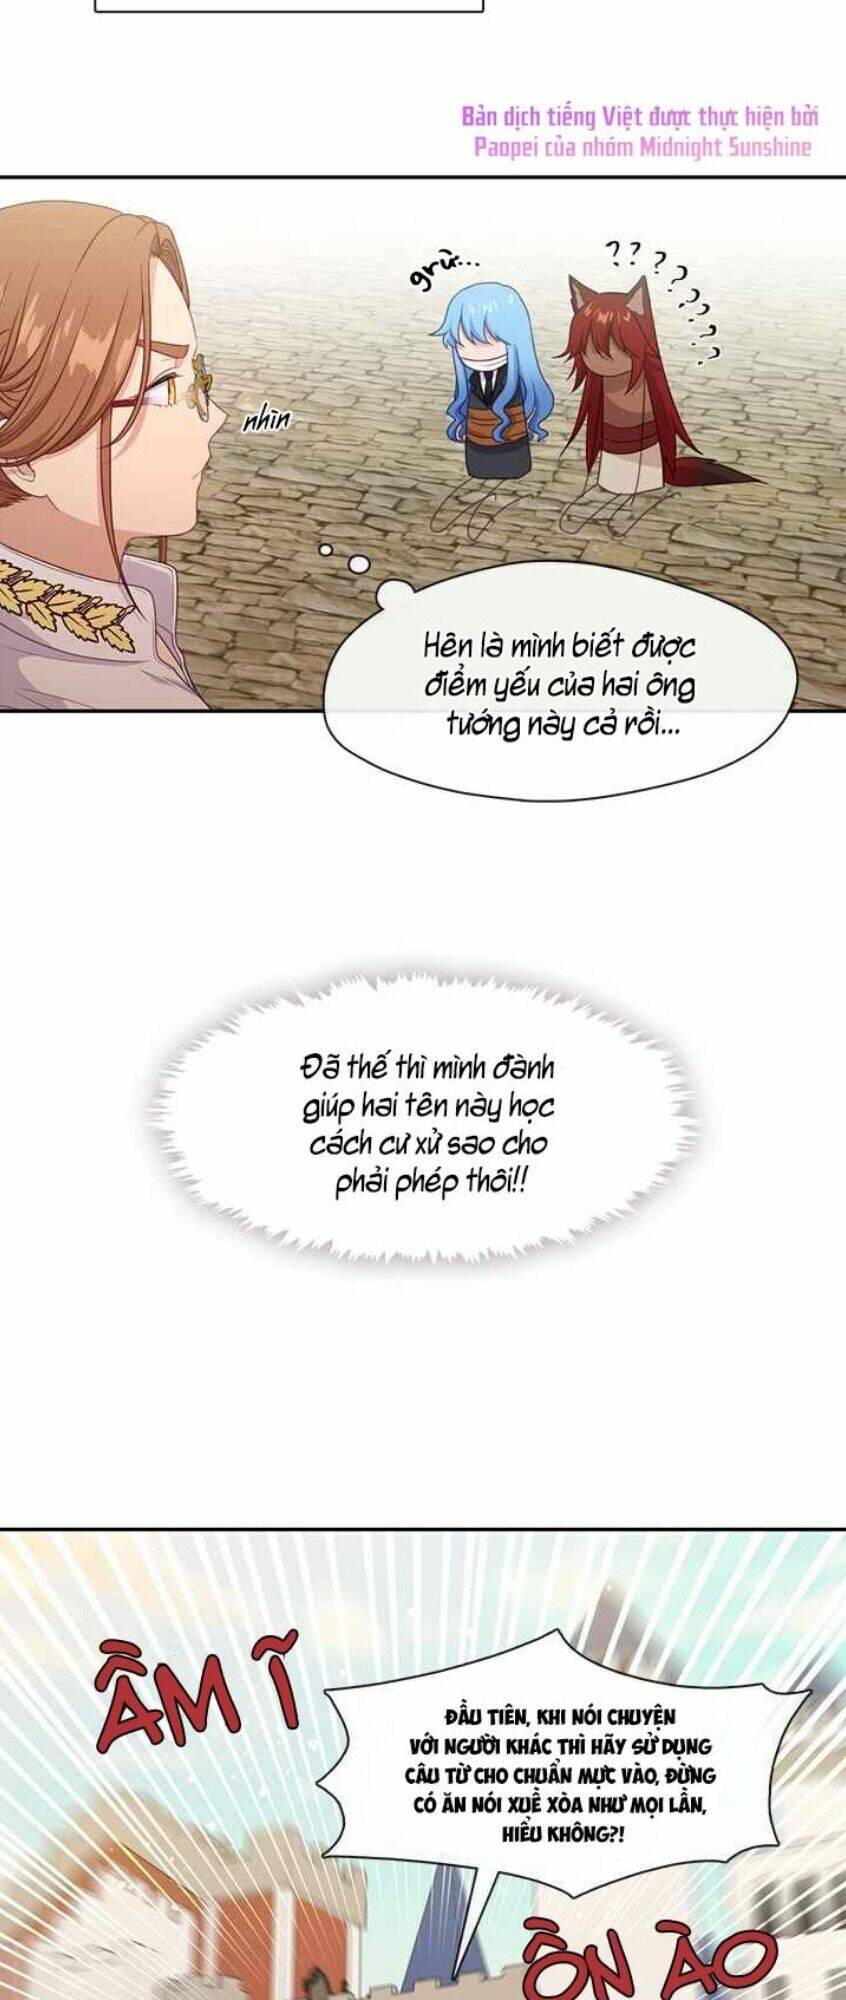 Bản dịch tiếng Việt được thực hiện bởi
Paopei của nhóm Midnight Sunshine
grừ...
???????
nhìn
Hên là mình biết được
điểm yếu của hai ông
tướng này cả rồi...
Đã thế thì mình đành
giúp hai tên này học
cách cư xử sao cho
phải phép thôi!!
ẦM Ĩ
ĐẦU TIÊN, KHI NÓI CHUYỆN
VỚI NGƯỜI KHÁC THÌ HÃY SỬ DỤNG
CÂU TỪ CHO CHUẨN MỰC VÀO, ĐỪNG
CÓ ĂN NÓI XUỀ XÒA NHƯ MỌI LẦN,
HIỂU KHÔNG?!
ỒN ÀO